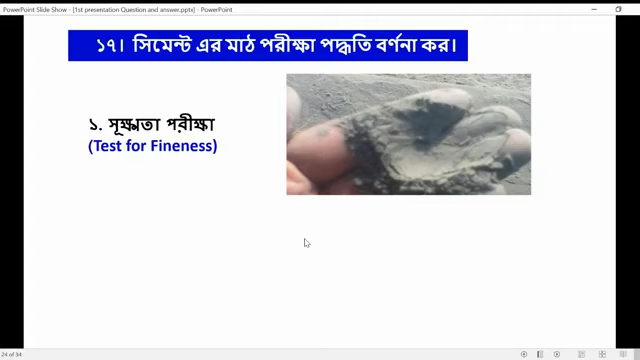 PowerPoint Slide Show - [1st presentation Question and answer.pptx] - PowerPoint
১৭। সিমেন্ট এর মাঠ পরীক্ষা পদ্ধতি বর্ণনা কর।
১. সূক্ষ্মতা পরীক্ষা
(Test for Fineness)
24 of 34